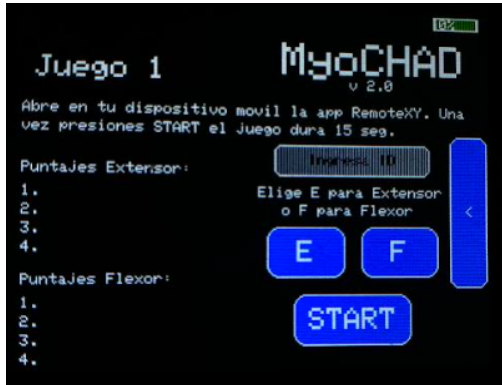 Juego 1
MyoCHAD
v 2.0
Abre en tu dispositivo movil la app RemoteXY. Una
vez presiones START el Juego dura 15 seg.
Ingresa ID
Puntajes Extensor:
1.
2.
3.
4.
Elige E para Extensor
o F para Flexor
<
E
F
Puntajes Flexor:
1.
2.
3.
4.
START